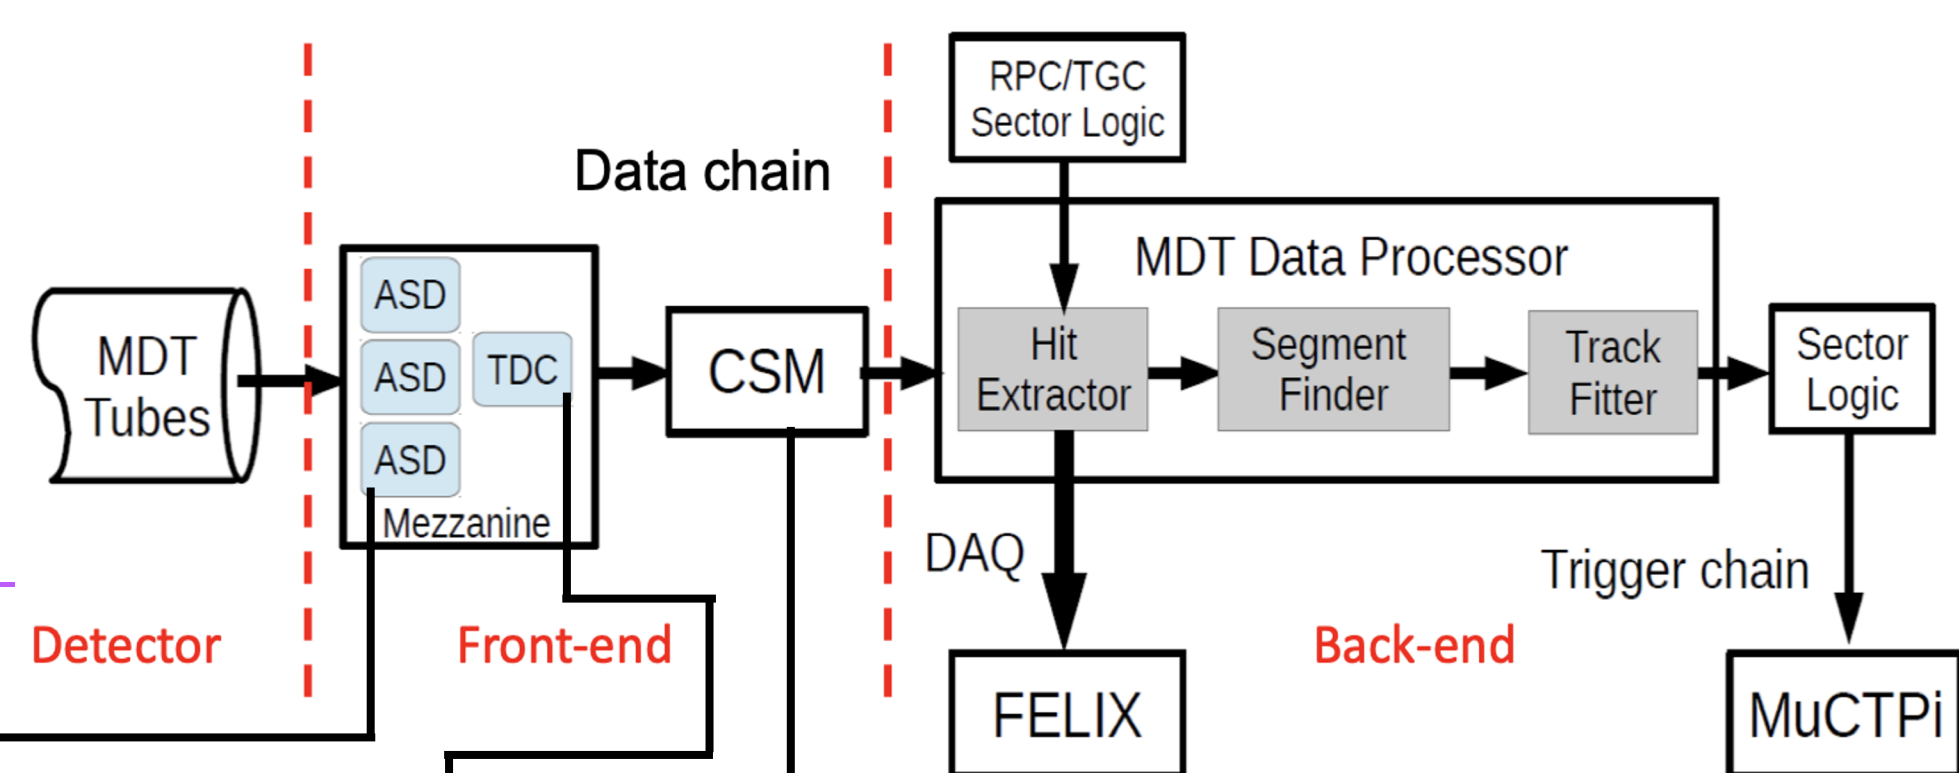 RPC/TGC
Sector Logic
Data chain
MDT Data Processor
MDT
Tubes
ASD
ASD
ASD
TDC
Mezzanine
CSM
Hit
Extractor
Segment
Finder
Track
Fitter
Sector
Logic
DAQ
Trigger chain
Detector
Front-end
Back-end
FELIX
MuCTPi